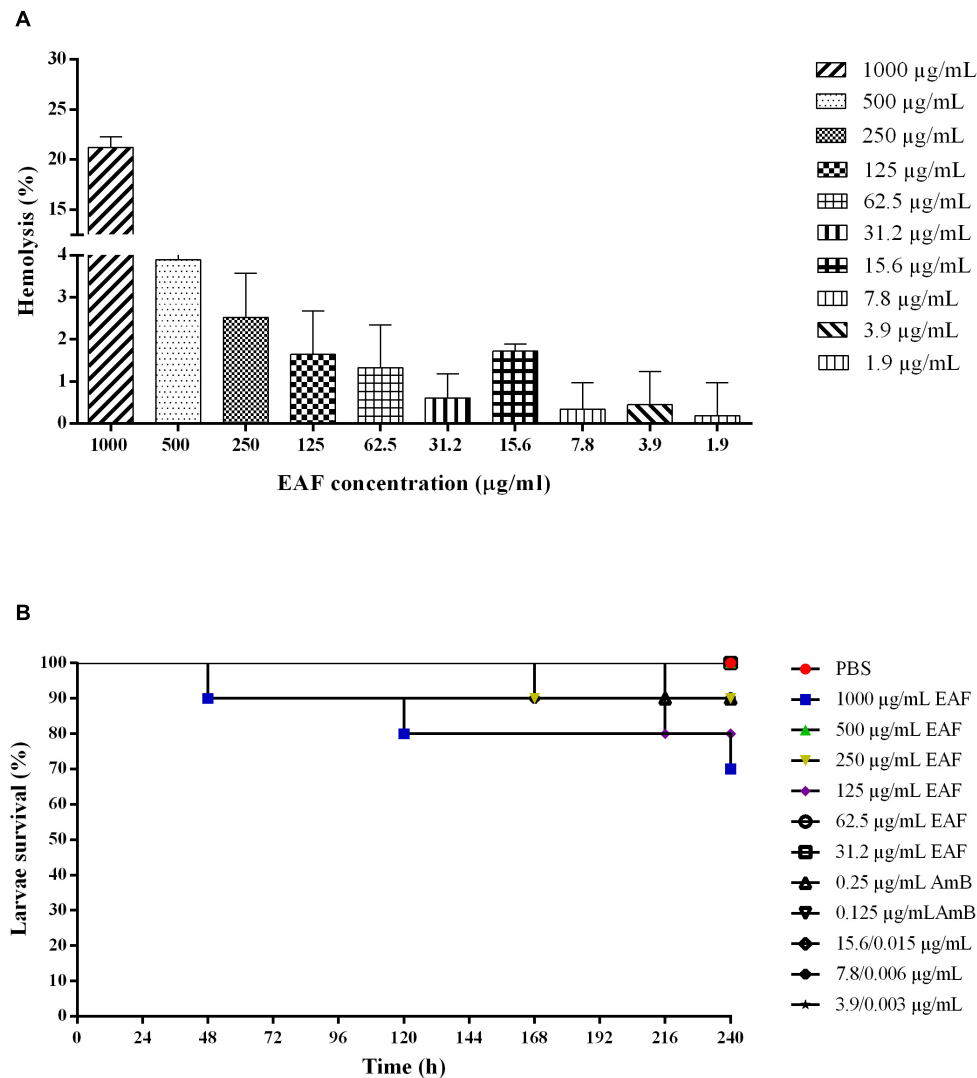 A
30
25
20
15
4
3
2
1
0
Hemolysis (%)
1000 500 250 125 62.5 31.2 15.6 7.8 3.9 1.9
EAF concentration (µg/ml)
1000 µg/mL
500 µg/mL
250 µg/mL
125 µg/mL
62.5 µg/mL
31.2 µg/mL
15.6 µg/mL
7.8 µg/mL
3.9 µg/mL
1.9 µg/mL
B
100
90
80
70
60
50
40
30
20
10
0
Larvae survival (%)
0 24 48 72 96 120 144 168 192 216 240
Time (h)
PBS
1000 µg/mL EAF
500 µg/mL EAF
250 µg/mL EAF
125 µg/mL EAF
62.5 µg/mL EAF
31.2 µg/mL EAF
0.25 µg/mL AmB
0.125 µg/mLAmB
15.6/0.015 µg/mL
7.8/0.006 µg/mL
3.9/0.003 µg/mL